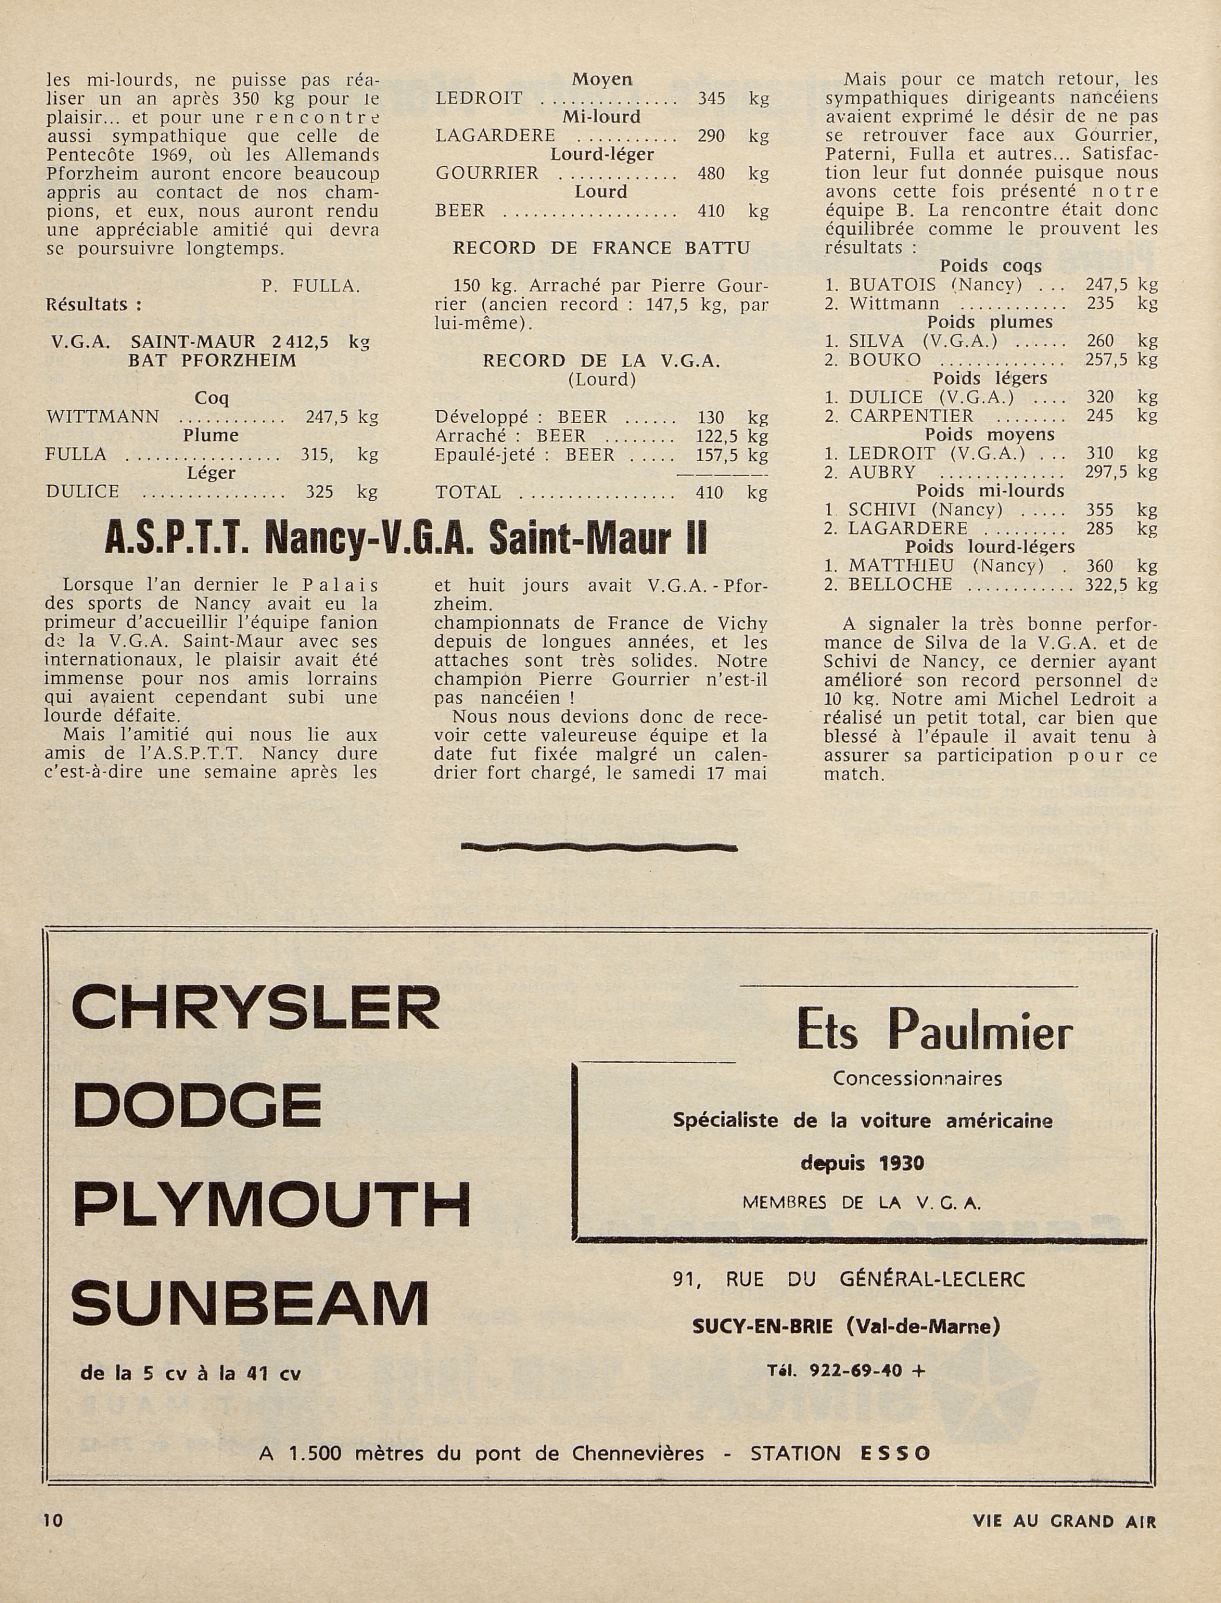 les mi-lourds, ne puisse pas réa-
liser un an après 350 kg pour le
plaisir... et pour une rencontre
aussi sympathique que celle de
Pentecôte 1969, où les Allemands
Pforzheim auront encore beaucoup
appris au contact de nos cham-
pions, et eux, nous auront rendu
une appréciable amitié qui devra
se poursuivre longtemps.
P. FULLA.
Résultats :
V.G.A. SAINT-MAUR 2 412,5 kg
BAT PFORZHEIM
Coq
WITTMANN ............ 247,5 kg
Plume
FULLA ................ 315, kg
Léger
DULICE ................ 325 kg
Moyen
LEDROIT ............... 345 kg
Mi-lourd
LAGARDERE ........... 290 kg
Lourd-léger
GOURRIER ............. 480 kg
Lourd
BEER ................... 410 kg
RECORD DE FRANCE BATTU
150 kg. Arraché par Pierre Gour-
rier (ancien record : 147,5 kg, par
lui-même).
RECORD DE LA V.G.A.
(Lourd)
Développé : BEER ...... 130 kg
Arraché : BEER ........ 122,5 kg
Epaulé-jeté : BEER ..... 157,5 kg
TOTAL ................. 410 kg
A.S.P.T.T. Nancy-V.G.A. Saint-Maur II
Lorsque l'an dernier le Palais
des sports de Nancy avait eu la
primeur d'accueillir l'équipe fanion
de la V.G.A. Saint-Maur avec ses
internationaux, le plaisir avait été
immense pour nos amis lorrains
qui avaient cependant subi une
lourde défaite.
Mais l'amitié qui nous lie aux
amis de l'A.S.P.T.T. Nancy dure
c'est-à-dire une semaine après les
et huit jours avait V.G.A. - Pfor-
zheim.
championnats de France de Vichy
depuis de longues années, et les
attaches sont très solides. Notre
champion Pierre Gourrier n'est-il
pas nancéien !
Nous nous devions donc de rece-
voir cette valeureuse équipe et la
date fut fixée malgré un calen-
drier fort chargé, le samedi 17 mai
Mais pour ce match retour, les
sympathiques dirigeants nancéiens
avaient exprimé le désir de ne pas
se retrouver face aux Gourrier,
Paterni, Fulla et autres... Satisfac-
tion leur fut donnée puisque nous
avons cette fois présenté notre
équipe B. La rencontre était donc
équilibrée comme le prouvent les
résultats :
Poids coqs
1. BUATOIS (Nancy) ... 247,5 kg
2. Wittmann ............ 235 kg
Poids plumes
1. SILVA (V.G.A.) ...... 260 kg
2. BOUKO .............. 257,5 kg
Poids légers
1. DULICE (V.G.A.) .... 320 kg
2. CARPENTIER ........ 245 kg
Poids moyens
1. LEDROIT (V.G.A.) ... 310 kg
2. AUBRY .............. 297,5 kg
Poids mi-lourds
1 SCHIVI (Nancy) ..... 355 kg
2. LAGARDERE ......... 285 kg
Poids lourd-légers
1. MATTHIEU (Nancy) . 360 kg
2. BELLOCHE ............ 322,5 kg
A signaler la très bonne perfor-
mance de Silva de la V.G.A. et de
Schivi de Nancy, ce dernier ayant
amélioré son record personnel de
10 kg. Notre ami Michel Ledroit a
réalisé un petit total, car bien que
blessé à l'épaule il avait tenu à
assurer sa participation pour ce
match.
CHRYSLER
DODGE
PLYMOUTH
SUNBEAM
de la 5 cv à la 41 cv
Ets Paulmier
Concessionnaires
Spécialiste de la voiture américaine
depuis 1930
MEMBRES DE LA V. G. A.
91, RUE DU GÉNÉRAL-LECLERC
SUCY-EN-BRIE (Val-de-Marne)
Tél. 922-69-40 +
A 1.500 mètres du pont de Chennevières - STATION ESSO
10
VIE AU GRAND AIR